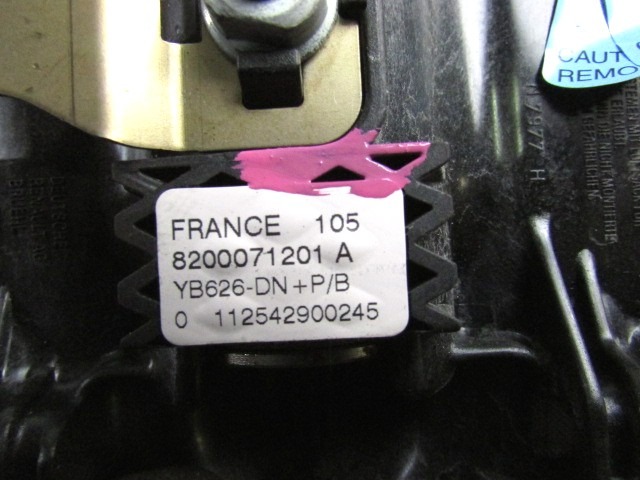 CAUT
REMO
FRANCE 105
8200071201 A
YB626-DN+P/B
0 112542900245